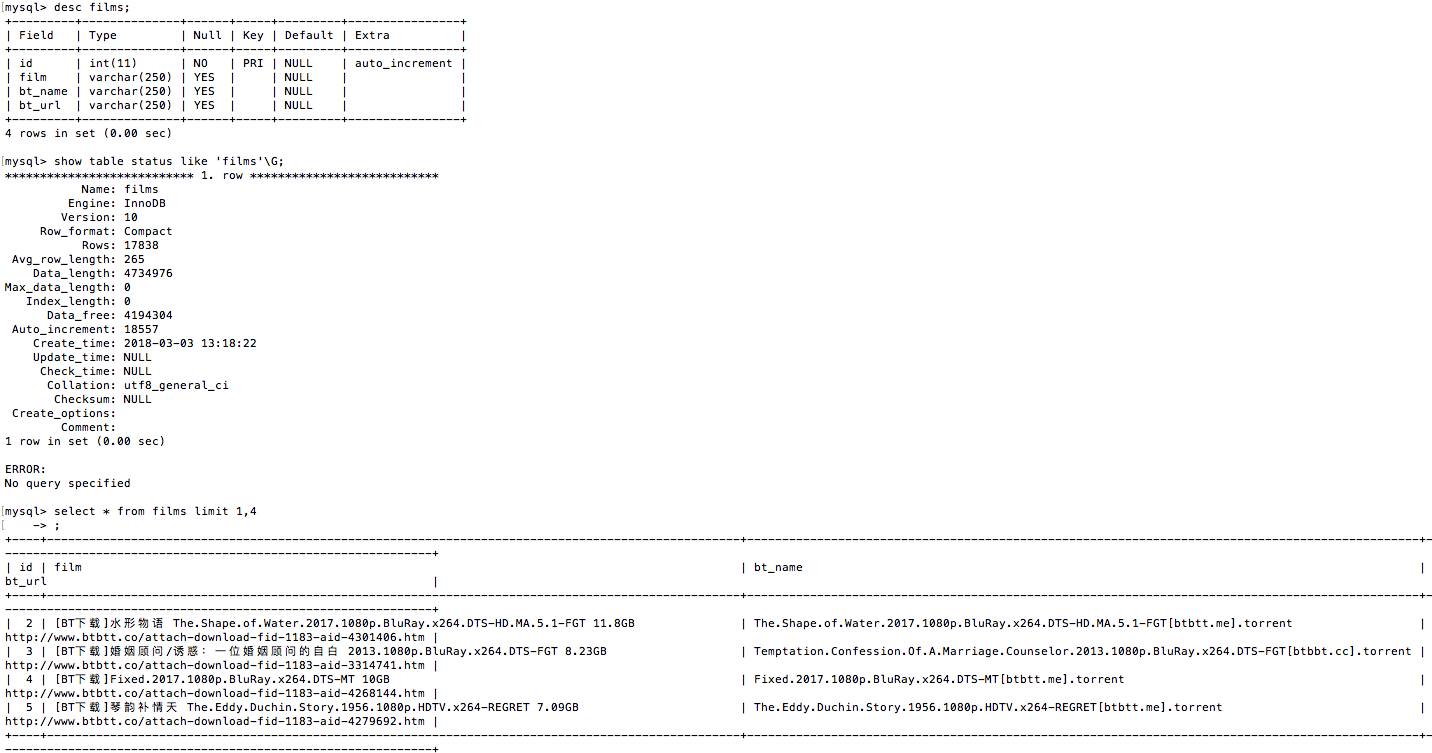 mysql> desc films;
+---------+--------------+------+-----+---------+----------------+
| Field   | Type         | Null | Key | Default | Extra          |
+---------+--------------+------+-----+---------+----------------+
| id      | int(11)      | NO   | PRI | NULL    | auto_increment |
| film    | varchar(250) | YES  |     | NULL    |                |
| bt_name | varchar(250) | YES  |     | NULL    |                |
| bt_url  | varchar(250) | YES  |     | NULL    |                |
+---------+--------------+------+-----+---------+----------------+
4 rows in set (0.00 sec)
mysql> show table status like 'films'\G;
*************************** 1. row ***************************
Name: films
Engine: InnoDB
Version: 10
Row_format: Compact
Rows: 17838
Avg_row_length: 265
Data_length: 4734976
Max_data_length: 0
Index_length: 0
Data_free: 4194304
Auto_increment: 18557
Create_time: 2018-03-03 13:18:22
Update_time: NULL
Check_time: NULL
Collation: utf8_general_ci
Checksum: NULL
Create_options:
Comment:
1 row in set (0.00 sec)
ERROR:
No query specified
mysql> select * from films limit 1,4
-> ;
| id | film | bt_name |
bt_url |
| 2 | [BT下载]水形物语 The.Shape.of.Water.2017.1080p.BluRay.x264.DTS-HD.MA.5.1-FGT 11.8GB | The.Shape.of.Water.2017.1080p.BluRay.x264.DTS-HD.MA.5.1-FGT[btbtt.me].torrent |
http://www.btbtt.co/attach-download-fid-1183-aid-4301406.htm |
| 3 | [BT下载]婚姻顾问/诱惑：一位婚姻顾问的自白 2013.1080p.BluRay.x264.DTS-FGT 8.23GB | Temptation.Confession.Of.A.Marriage.Counselor.2013.1080p.BluRay.x264.DTS-FGT[btbbt.cc].torrent |
http://www.btbtt.co/attach-download-fid-1183-aid-3314741.htm |
| 4 | [BT下载]Fixed.2017.1080p.BluRay.x264.DTS-MT 10GB | Fixed.2017.1080p.BluRay.x264.DTS-MT[btbtt.me].torrent |
http://www.btbtt.co/attach-download-fid-1183-aid-4268144.htm |
| 5 | [BT下载]琴韵补情天 The.Eddy.Duchin.Story.1956.1080p.HDTV.x264-REGRET 7.09GB | The.Eddy.Duchin.Story.1956.1080p.HDTV.x264-REGRET[btbtt.me].torrent |
http://www.btbtt.co/attach-download-fid-1183-aid-4279692.htm |